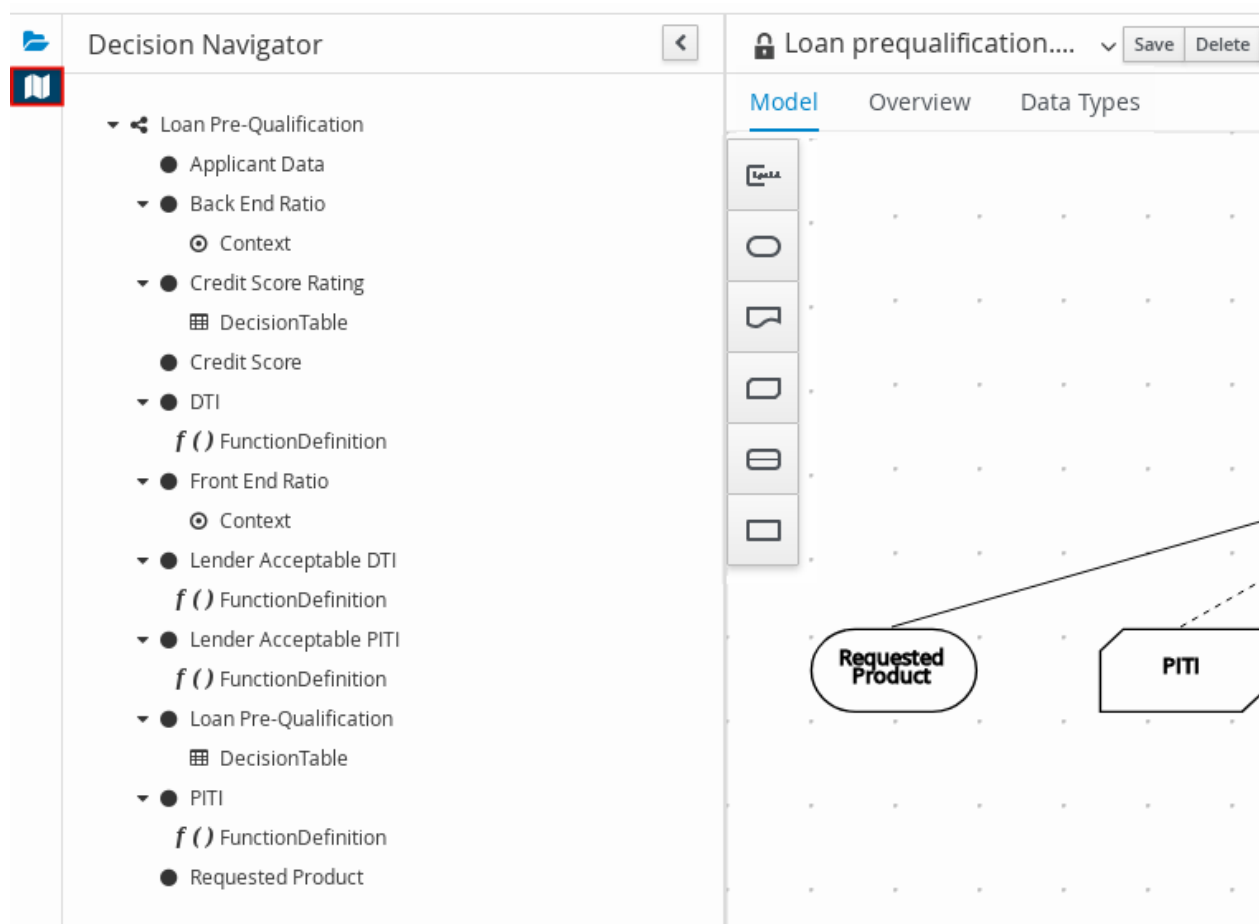 Decision Navigator
Loan Pre-Qualification
Applicant Data
Back End Ratio
Context
Credit Score Rating
DecisionTable
Credit Score
DTI
f ( ) FunctionDefinition
Front End Ratio
Context
Lender Acceptable DTI
f ( ) FunctionDefinition
Lender Acceptable PITI
f ( ) FunctionDefinition
Loan Pre-Qualification
DecisionTable
PITI
f ( ) FunctionDefinition
Requested Product
Loan prequalification....
Save
Delete
Model
Overview
Data Types
Requested
Product
PITI